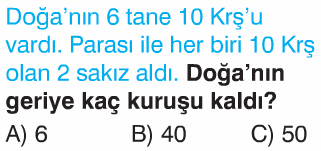 Doğa'nın 6 tane 10 Krş'u
vardı. Parası ile her biri 10 Krş
olan 2 sakız aldı. Doğa'nın
geriye kaç kuruşu kaldı?
A) 6 B) 40 C) 50